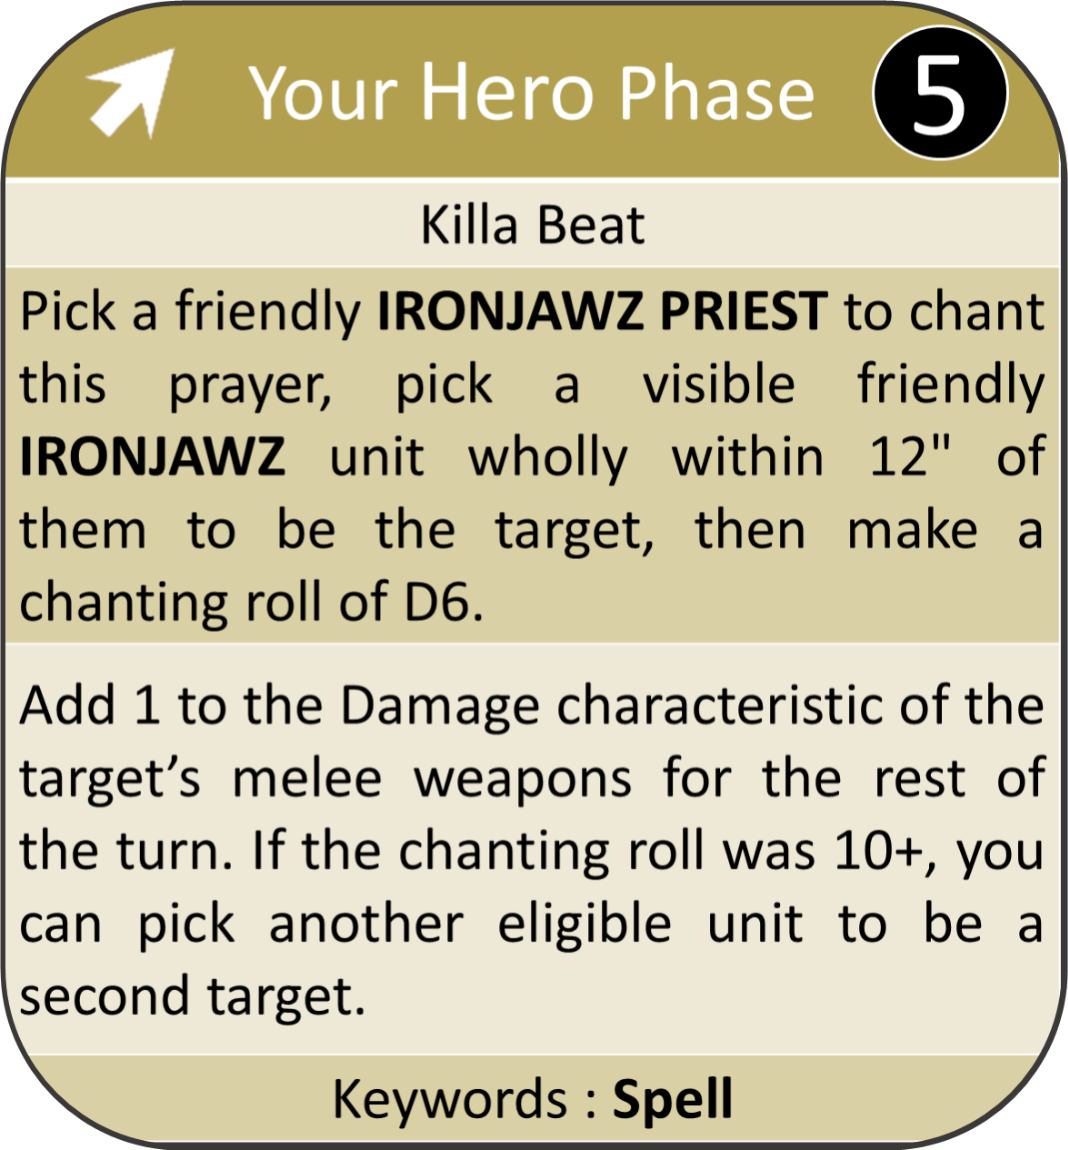 Your Hero Phase 5
Killa Beat
Pick a friendly IRONJAWZ PRIEST to chant
this prayer, pick a visible friendly
IRONJAWZ unit wholly within 12" of
them to be the target, then make a
chanting roll of D6.
Add 1 to the Damage characteristic of the
target’s melee weapons for the rest of
the turn. If the chanting roll was 10+, you
can pick another eligible unit to be a
second target.
Keywords : Spell